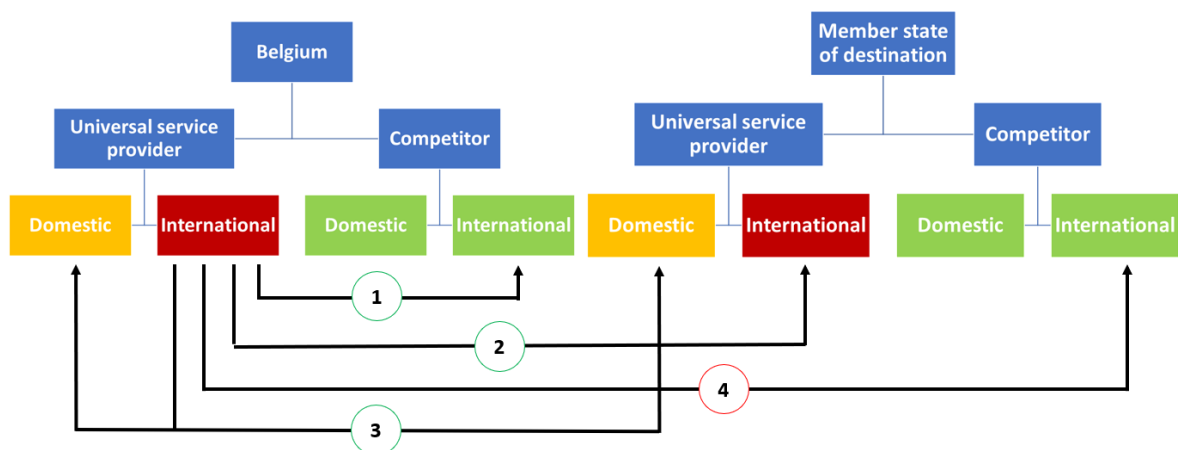 Belgium
Member state
of destination
Universal service
provider
Competitor
Universal service
provider
Competitor
Domestic
International
Domestic
International
Domestic
International
Domestic
International
1
2
4
3